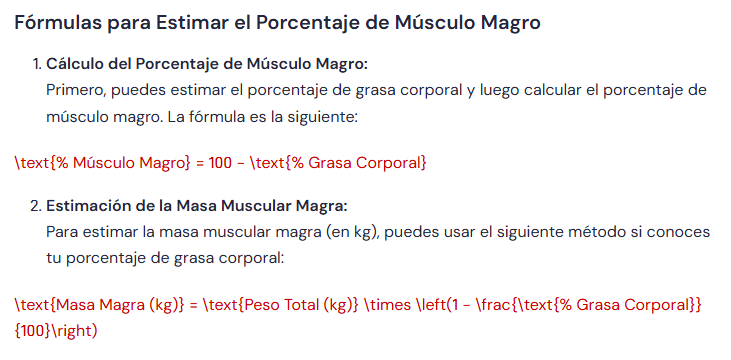 Fórmulas para Estimar el Porcentaje de Músculo Magro
1. Cálculo del Porcentaje de Músculo Magro:
Primero, puedes estimar el porcentaje de grasa corporal y luego calcular el porcentaje de
músculo magro. La fórmula es la siguiente:
\text{% Músculo Magro} = 100 - \text{% Grasa Corporal}
2. Estimación de la Masa Muscular Magra:
Para estimar la masa muscular magra (en kg), puedes usar el siguiente método si conoces
tu porcentaje de grasa corporal:
\text{Masa Magra (kg)} = \text{Peso Total (kg)} \times \left(1 - \frac{\text{% Grasa Corporal}}
{100}\right)